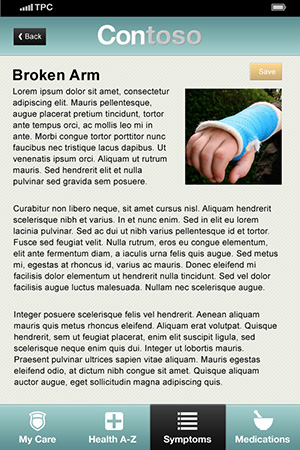 TPC
Back
Contoso
Broken Arm
Save
Lorem ipsum dolor sit amet, consectetur
adipiscing elit. Mauris pellentesque,
augue placerat pretium tincidunt, tortor
ante tempus orci, ac mollis leo mi in
ante. Morbi congue tortor porttitor nunc
faucibus nec tristique lacus dapibus. Ut
venenatis ipsum orci. Aliquam ut rutrum
mauris. Sed hendrerit elit et nulla
pulvinar sed gravida sem posuere.
Curabitur non libero neque, sit amet cursus nisl. Aliquam hendrerit
scelerisque nibh et varius. In et nunc enim. Sed in elit eu lorem
lacinia pulvinar. Sed ac dui ut nibh varius pellentesque id et tortor.
Fusce sed feugiat velit. Nulla rutrum, eros eu congue elementum,
elit ante fermentum diam, a iaculis urna felis quis augue. Sed metus
mi, egestas at rhoncus id, varius ac mauris. Donec eleifend mi
facilisis dolor elementum ut hendrerit nulla tincidunt. Sed vel dolor
facilisis augue luctus malesuada. Nullam nec scelerisque augue.
Integer posuere scelerisque felis vel hendrerit. Aenean aliquam
mauris quis metus rhoncus eleifend. Aliquam erat volutpat. Quisque
hendrerit, sem ut feugiat placerat, enim elit suscipit ligula, sed
scelerisque neque enim quis dui. Integer ut lobortis mauris.
Praesent pulvinar ultrices sapien vitae aliquam. Mauris egestas
eleifend odio, at dictum nibh congue sit amet. Quisque aliquam
auctor augue, eget sollicitudin magna adipiscing quis.
My Care
Health A-Z
Symptoms
Medications